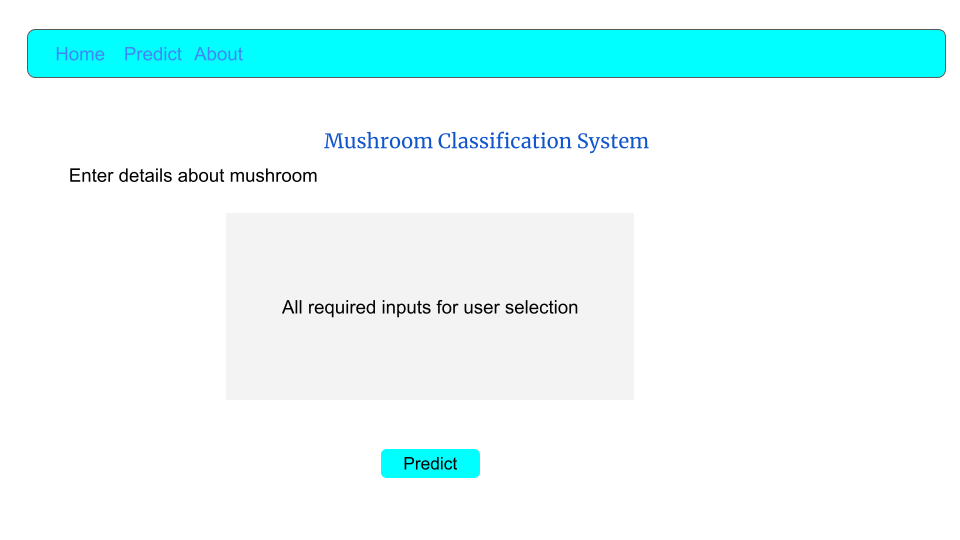 Home Predict About
Mushroom Classification System
Enter details about mushroom
All required inputs for user selection
Predict